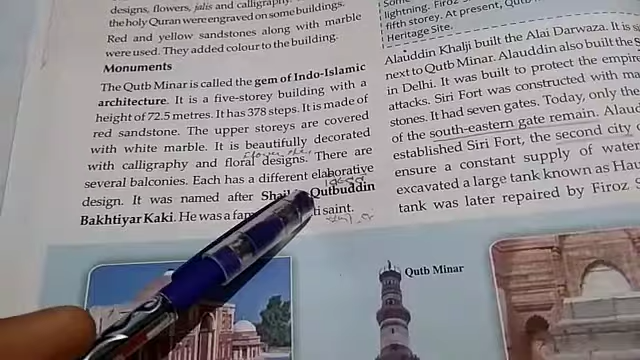 designs, flowers, jalis and calligraphy.
the holy Quran were engraved on some buildings.
Red and yellow sandstones along with marble
were used. They added colour to the building.
Monuments
The Qutb Minar is called the gem of Indo-Islamic
architecture. It is a five-storey building with a
height of 72.5 metres. It has 378 steps. It is made of
red sandstone. The upper storeys are covered
with white marble. It is beautifully decorated
with calligraphy and floral designs. There are
several balconies. Each has a different elaborative
design. It was named after Qutbuddin
Bakhtiyar Kaki. He was a saint.
lightning. Firoz
fifth storey. At present, Qutb
Heritage Site.
Alauddin Khalji built the Alai Darwaza. It is
next to Qutb Minar. Alauddin also built the
in Delhi. It was built to protect the empire
attacks. Siri Fort was constructed with
stones. It had seven gates. Today, only the
of the south-eastern gate remain.
established Siri Fort, the second city
ensure a constant supply of water
excavated a large tank known as
tank was later repaired by Firoz
Qutb Minar